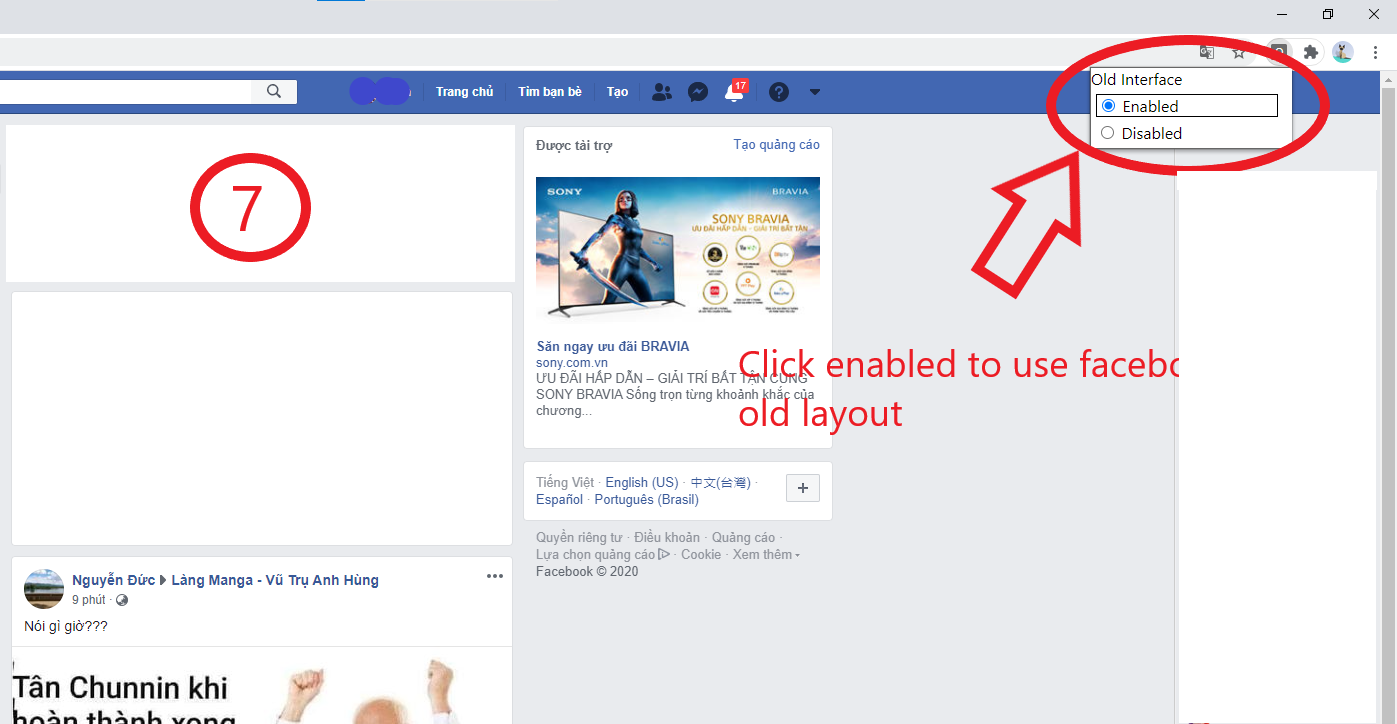 Old Interface
Enabled
Disabled
Trang chủ
Tìm bạn bè
Tạo
17
7
Được tài trợ
Tạo quảng cáo
SONY
BRAVIA
SONY BRAVIA
ƯU ĐÃI HẤP DẪN – GIẢI TRÍ BẤT TẬN
Săn ngay ưu đãi BRAVIA
sony.com.vn
ƯU ĐÃI HẤP DẪN – GIẢI TRÍ BẤT TẬN CÙNG
SONY BRAVIA Sống trọn từng khoảnh khắc của
chương...
Click enabled to use facebo
old layout
Tiếng Việt · English (US) · 中文(台灣) ·
Español · Português (Brasil)
Quyền riêng tư · Điều khoản · Quảng cáo ·
Lựa chọn quảng cáo · Cookie · Xem thêm
Facebook © 2020
Nguyễn Đức Làng Manga - Vũ Trụ Anh Hùng
9 phút ·
Nói gì giờ???
Tân Chunnin khi
hoàn thành xong